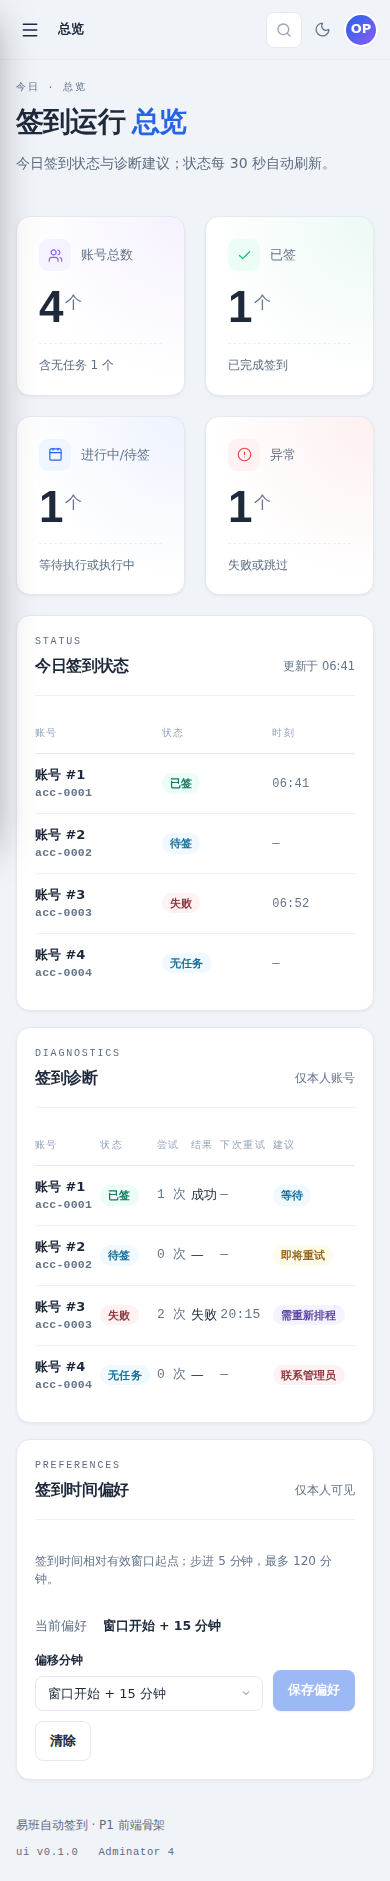 总览
OP
今日 · 总览
签到运行 总览
今日签到状态与诊断建议；状态每 30 秒自动刷新。
账号总数
4个
含无任务 1 个
已签
1个
已完成签到
进行中/待签
1个
等待执行或执行中
异常
1个
失败或跳过
STATUS
今日签到状态 更新于 06:41
账号 状态 时刻
账号 #1
acc-0001 已签 06:41
账号 #2
acc-0002 待签 —
账号 #3
acc-0003 失败 06:52
账号 #4
acc-0004 无任务 —
DIAGNOSTICS
签到诊断 仅本人账号
账号 状态 尝试 结果 下次重试 建议
账号 #1
acc-0001 已签 1 次 成功 — 等待
账号 #2
acc-0002 待签 0 次 — — 即将重试
账号 #3
acc-0003 失败 2 次 失败 20:15 需重新排程
账号 #4
acc-0004 无任务 0 次 — — 联系管理员
PREFERENCES
签到时间偏好 仅本人可见
签到时间相对有效窗口起点；步进 5 分钟，最多 120 分
钟。
当前偏好 窗口开始 + 15 分钟
偏移分钟
窗口开始 + 15 分钟 保存偏好
清除
易班自动签到 · P1 前端骨架
ui v0.1.0 Adminator 4